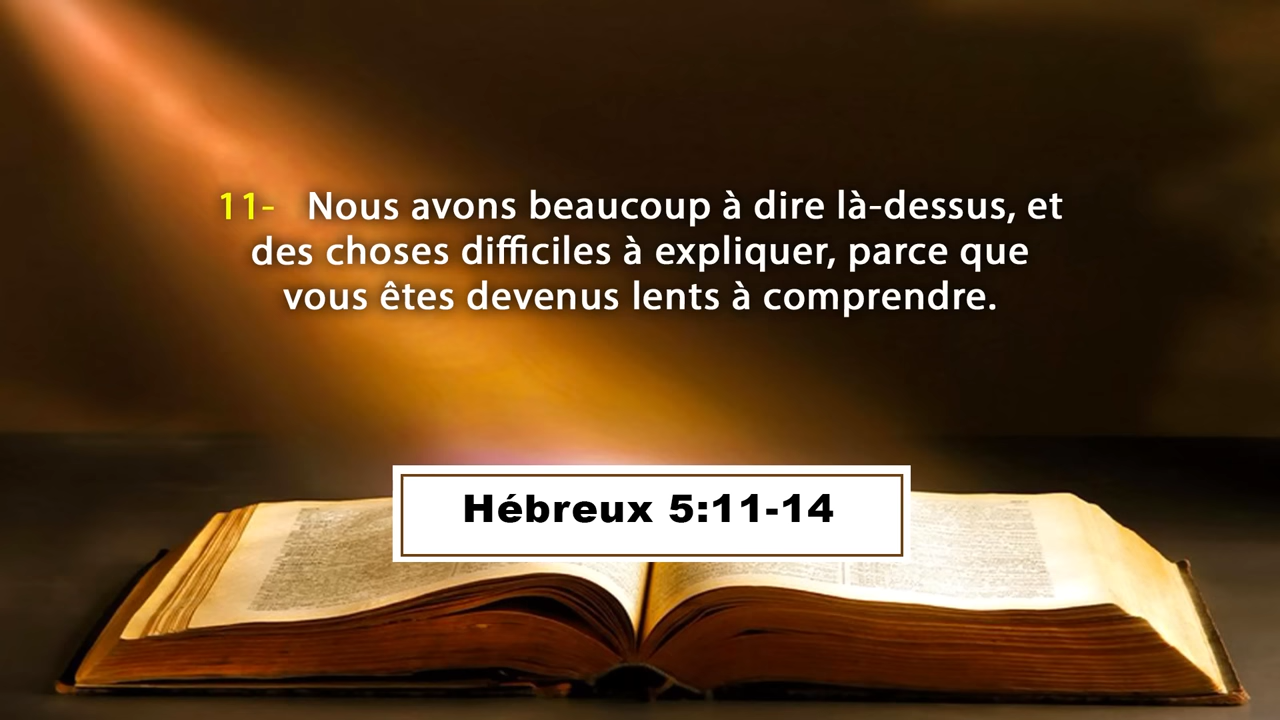 11- Nous avons beaucoup à dire là-dessus, et
des choses difficiles à expliquer, parce que
vous êtes devenus lents à comprendre.
Hébreux 5:11-14